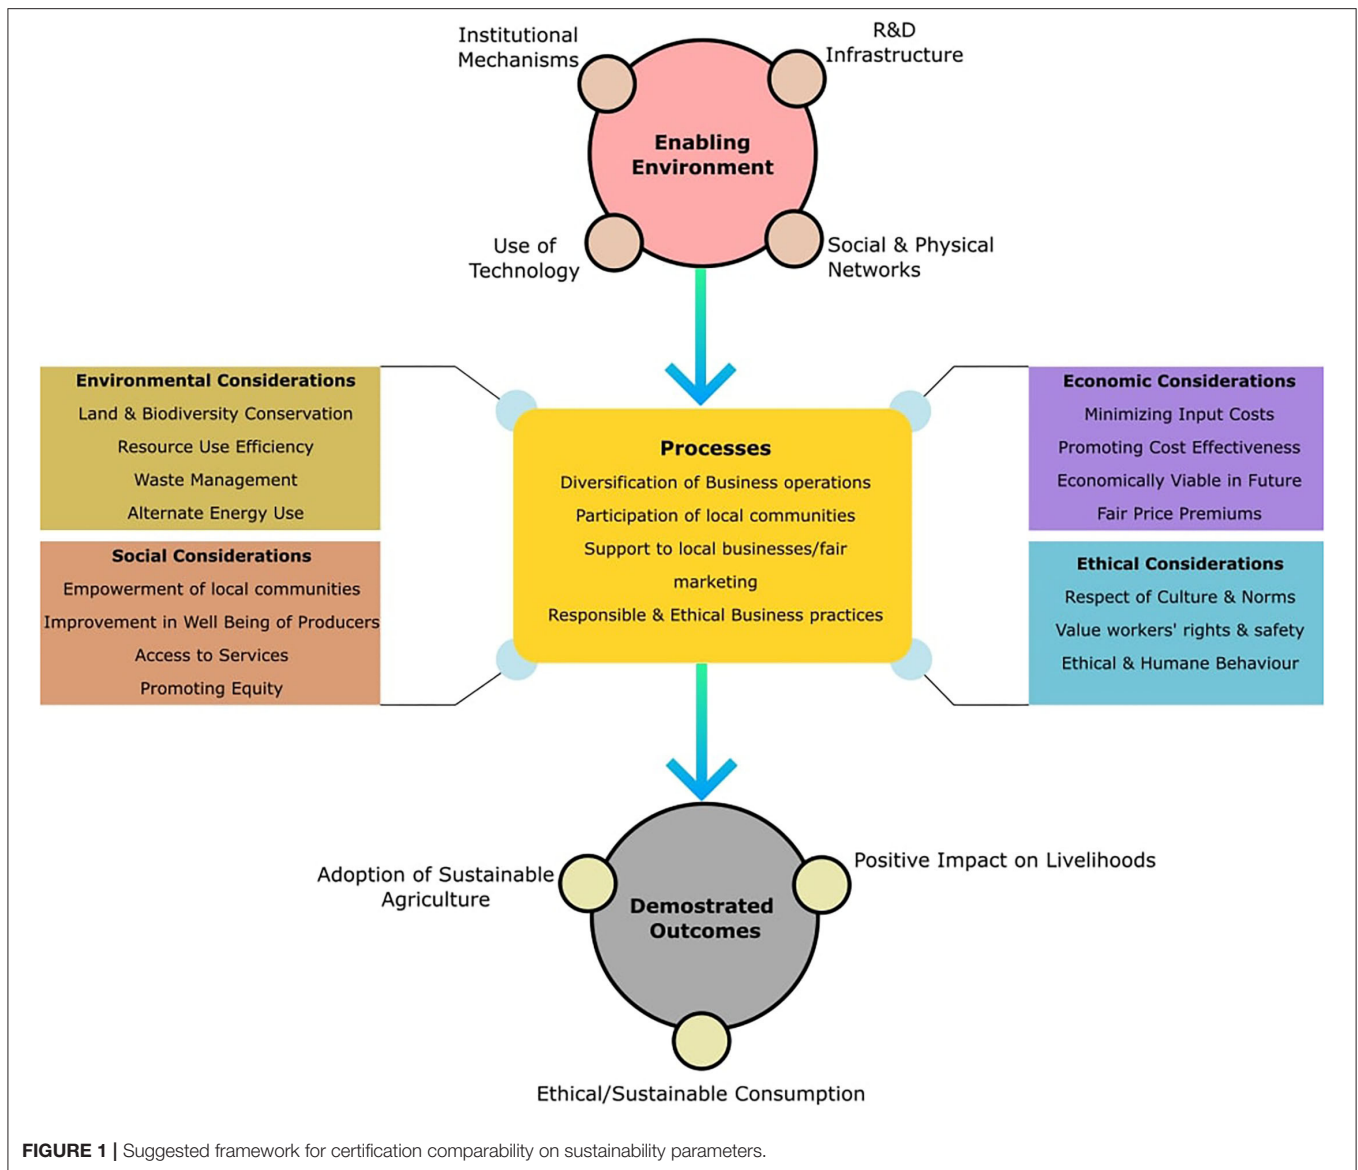 Institutional
Mechanisms
R&D
Infrastructure
Enabling
Environment
Use of
Technology
Social & Physical
Networks
Environmental Considerations
Land & Biodiversity Conservation
Resource Use Efficiency
Waste Management
Alternate Energy Use
Social Considerations
Empowerment of local communities
Improvement in Well Being of Producers
Access to Services
Promoting Equity
Processes
Diversification of Business operations
Participation of local communities
Support to local businesses/fair
marketing
Responsible & Ethical Business practices
Economic Considerations
Minimizing Input Costs
Promoting Cost Effectiveness
Economically Viable in Future
Fair Price Premiums
Ethical Considerations
Respect of Culture & Norms
Value workers' rights & safety
Ethical & Humane Behaviour
Adoption of Sustainable
Agriculture
Positive Impact on Livelihoods
Demostrated
Outcomes
Ethical/Sustainable Consumption
FIGURE 1 | Suggested framework for certification comparability on sustainability parameters.